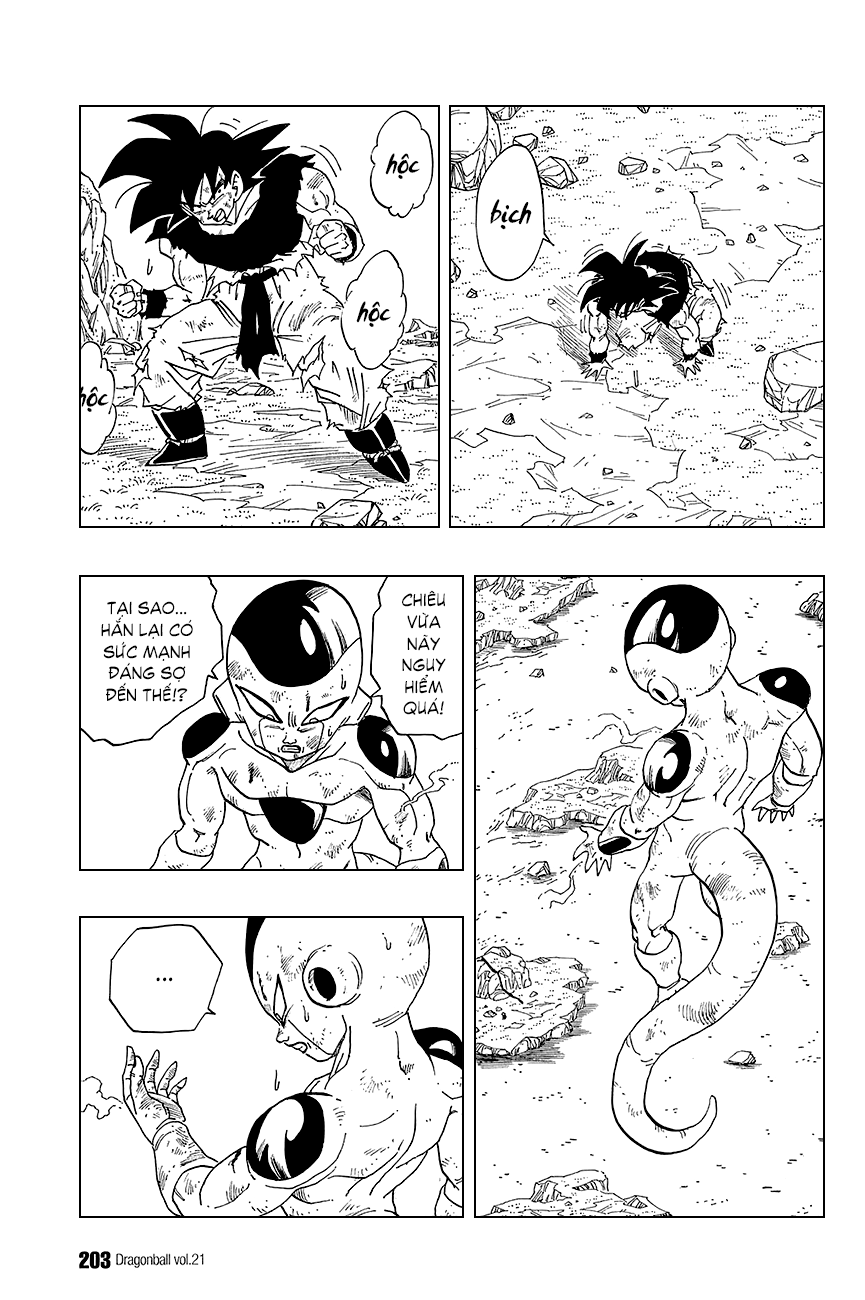 bịch
hộc
hộc
hộc
CHIÊU
VỪA
NÀY
NGUY
HIỂM
QUÁ!
TẠI SAO...
HẮN LẠI CÓ
SỨC MẠNH
ĐÁNG SỢ
ĐẾN THẾ!?
...
203 Dragonball vol.21